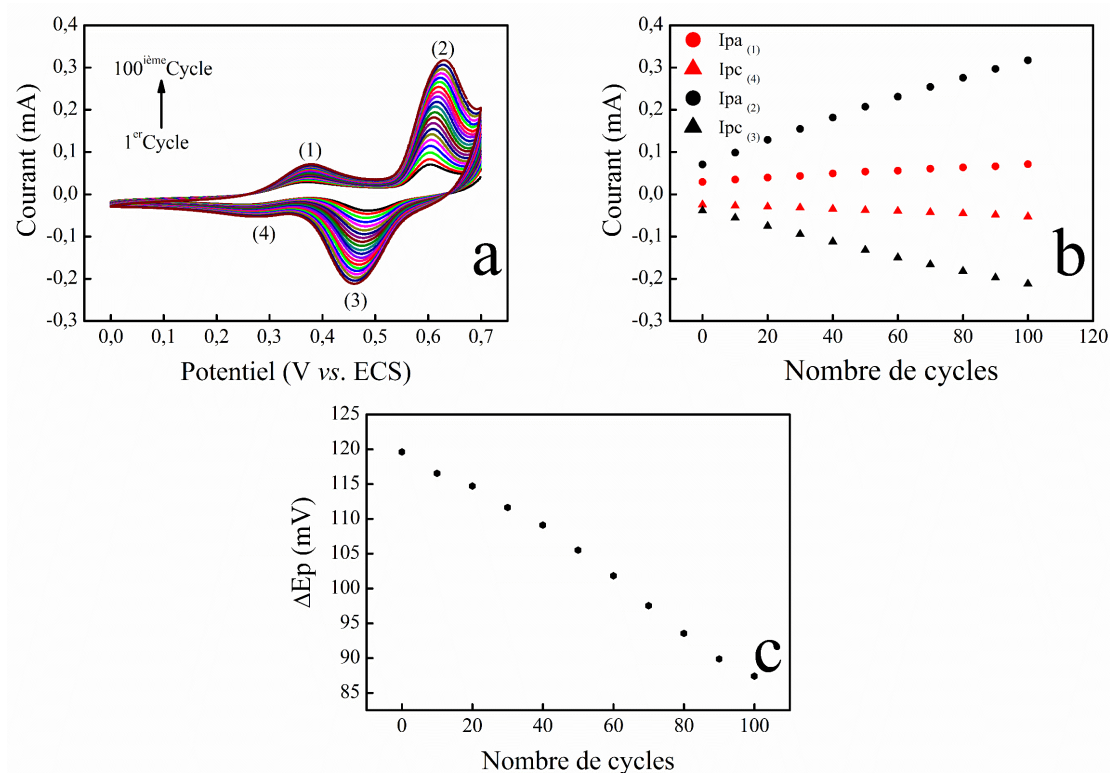 0,4
0,3
0,2
0,1
0,0
-0,1
-0,2
-0,3
Courant (mA)
100ièmeCycle
1erCycle
(1)
(2)
(3)
(4)
a
0,0 0,1 0,2 0,3 0,4 0,5 0,6 0,7
Potentiel (V vs. ECS)
0,4
0,3
0,2
0,1
0,0
-0,1
-0,2
-0,3
Courant (mA)
Ipa (1)
Ipc (4)
Ipa (2)
Ipc (3)
b
0 20 40 60 80 100 120
Nombre de cycles
125
120
115
110
105
100
95
90
85
ΔEp (mV)
c
0 20 40 60 80 100
Nombre de cycles